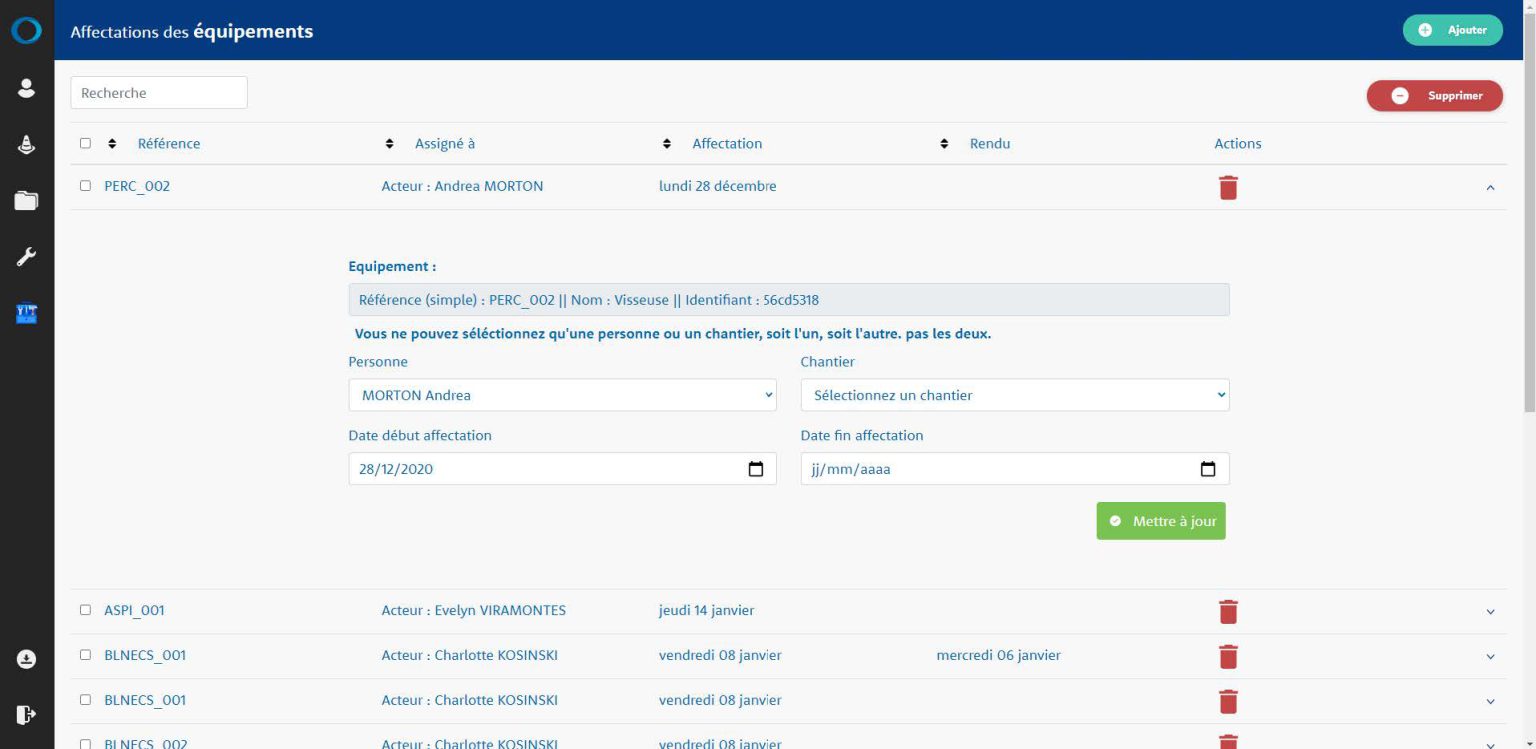 Affectations des équipements
Ajouter
Recherche
Supprimer
Référence Assigné à Affectation Rendu Actions
PERC_002 Acteur : Andrea MORTON lundi 28 décembre
Equipement :
Référence (simple) : PERC_002 || Nom : Visseuse || Identifiant : 56cd5318
Vous ne pouvez séléctionnez qu'une personne ou un chantier, soit l'un, soit l'autre. pas les deux.
Personne Chantier
MORTON Andrea Sélectionnez un chantier
Date début affectation Date fin affectation
28/12/2020 jj/mm/aaaa
Mettre à jour
ASPI_001 Acteur : Evelyn VIRAMONTES jeudi 14 janvier
BLNECS_001 Acteur : Charlotte KOSINSKI vendredi 08 janvier mercredi 06 janvier
BLNECS_001 Acteur : Charlotte KOSINSKI vendredi 08 janvier
BLNECS_002 Acteur : Charlotte KOSINSKI vendredi 08 janvier